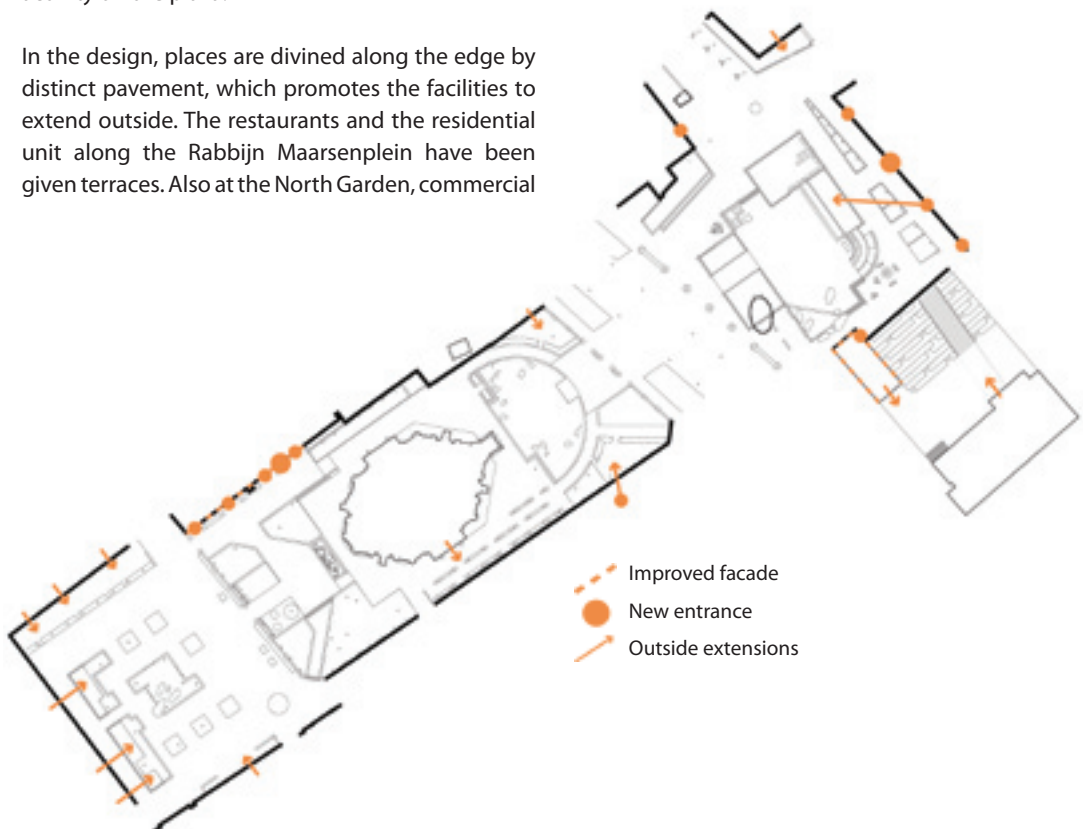 In the design, places are divined along the edge by
distinct pavement, which promotes the facilities to
extend outside. The restaurants and the residential
unit along the Rabbijn Maarsenplein have been
given terraces. Also at the North Garden, commercial
Improved facade
New entrance
Outside extensions